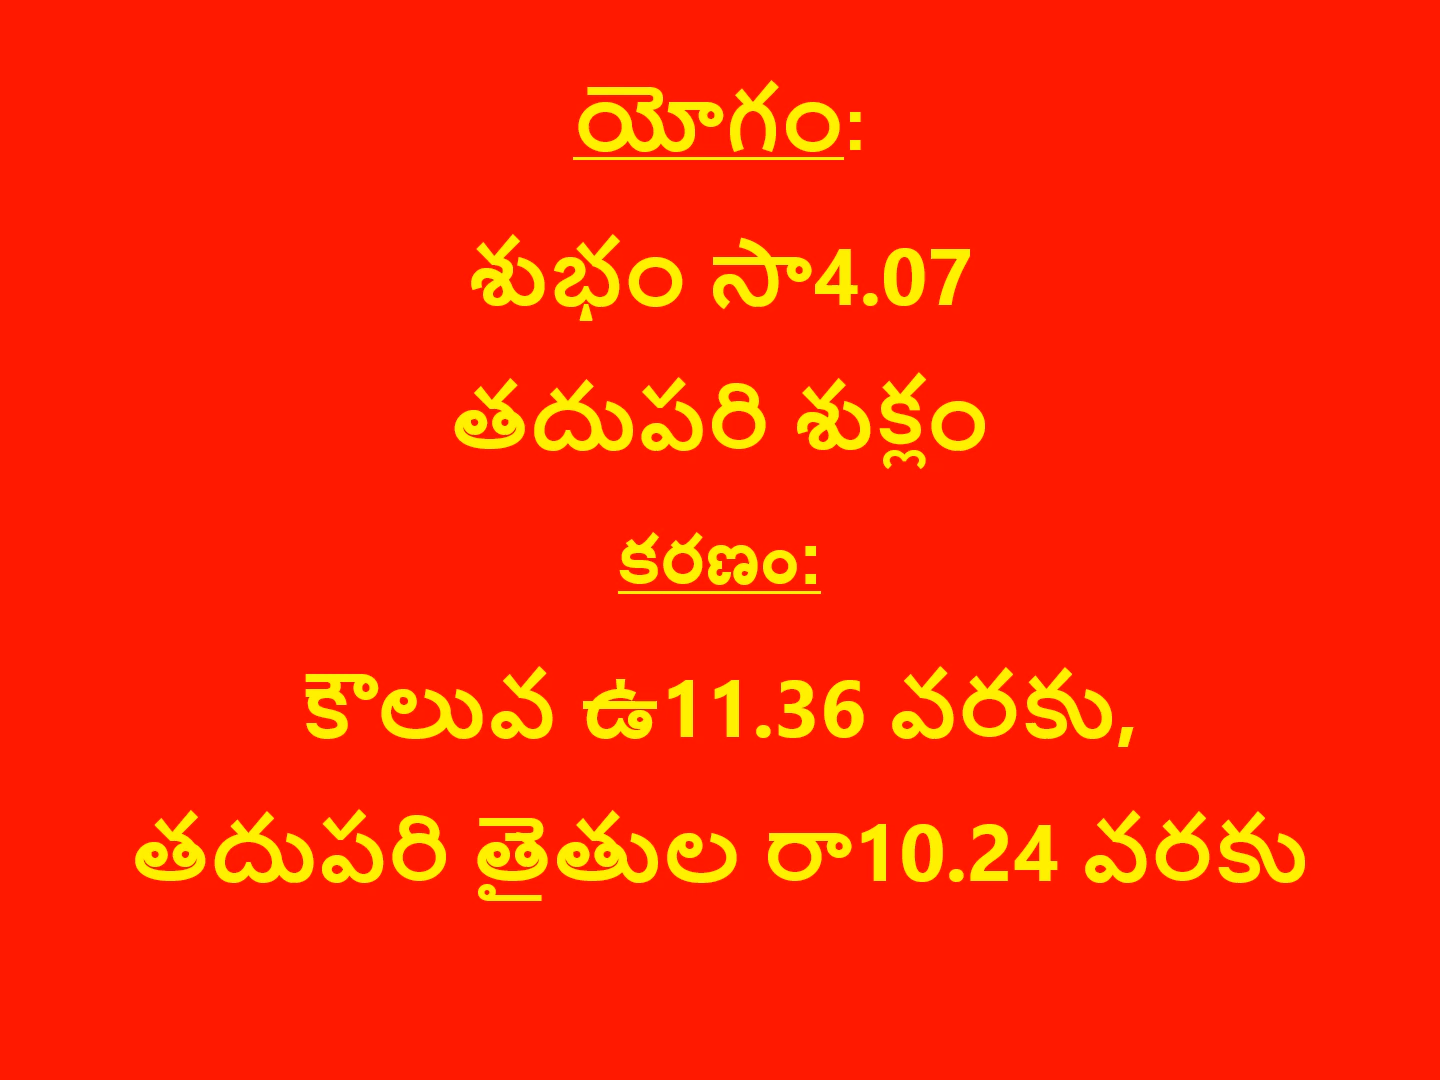 యోగం:
శుభం సా4.07
తదుపరి శుక్లం
కరణం:
కౌలువ ఉ11.36 వరకు,
తదుపరి తైతుల రా10.24 వరకు